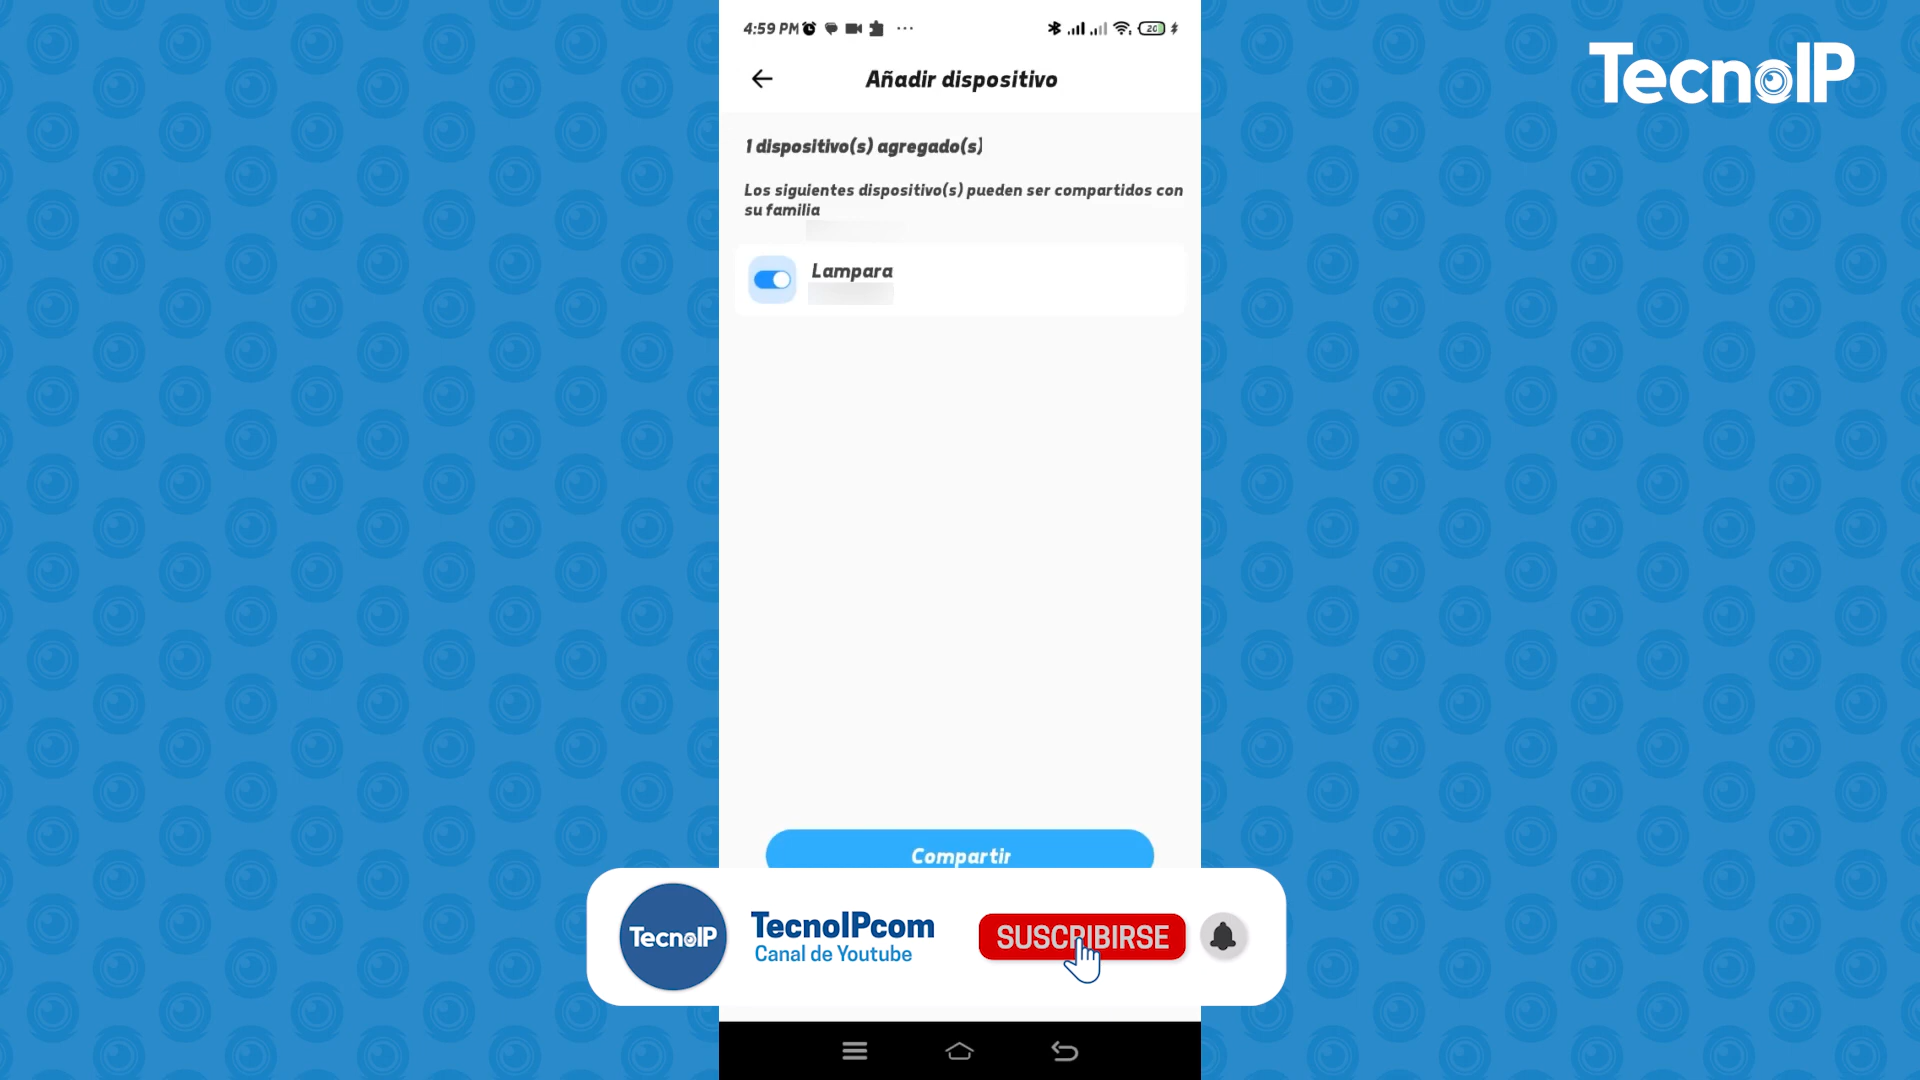 4:59 PM
20
Añadir dispositivo
TecnoIP
1 dispositivo(s) agregado(s)
Los siguientes dispositivo(s) pueden ser compartidos con
su familia
Lampara
Compartir
TecnoIP
TecnoIPcom
Canal de Youtube
SUSCRIBIRSE